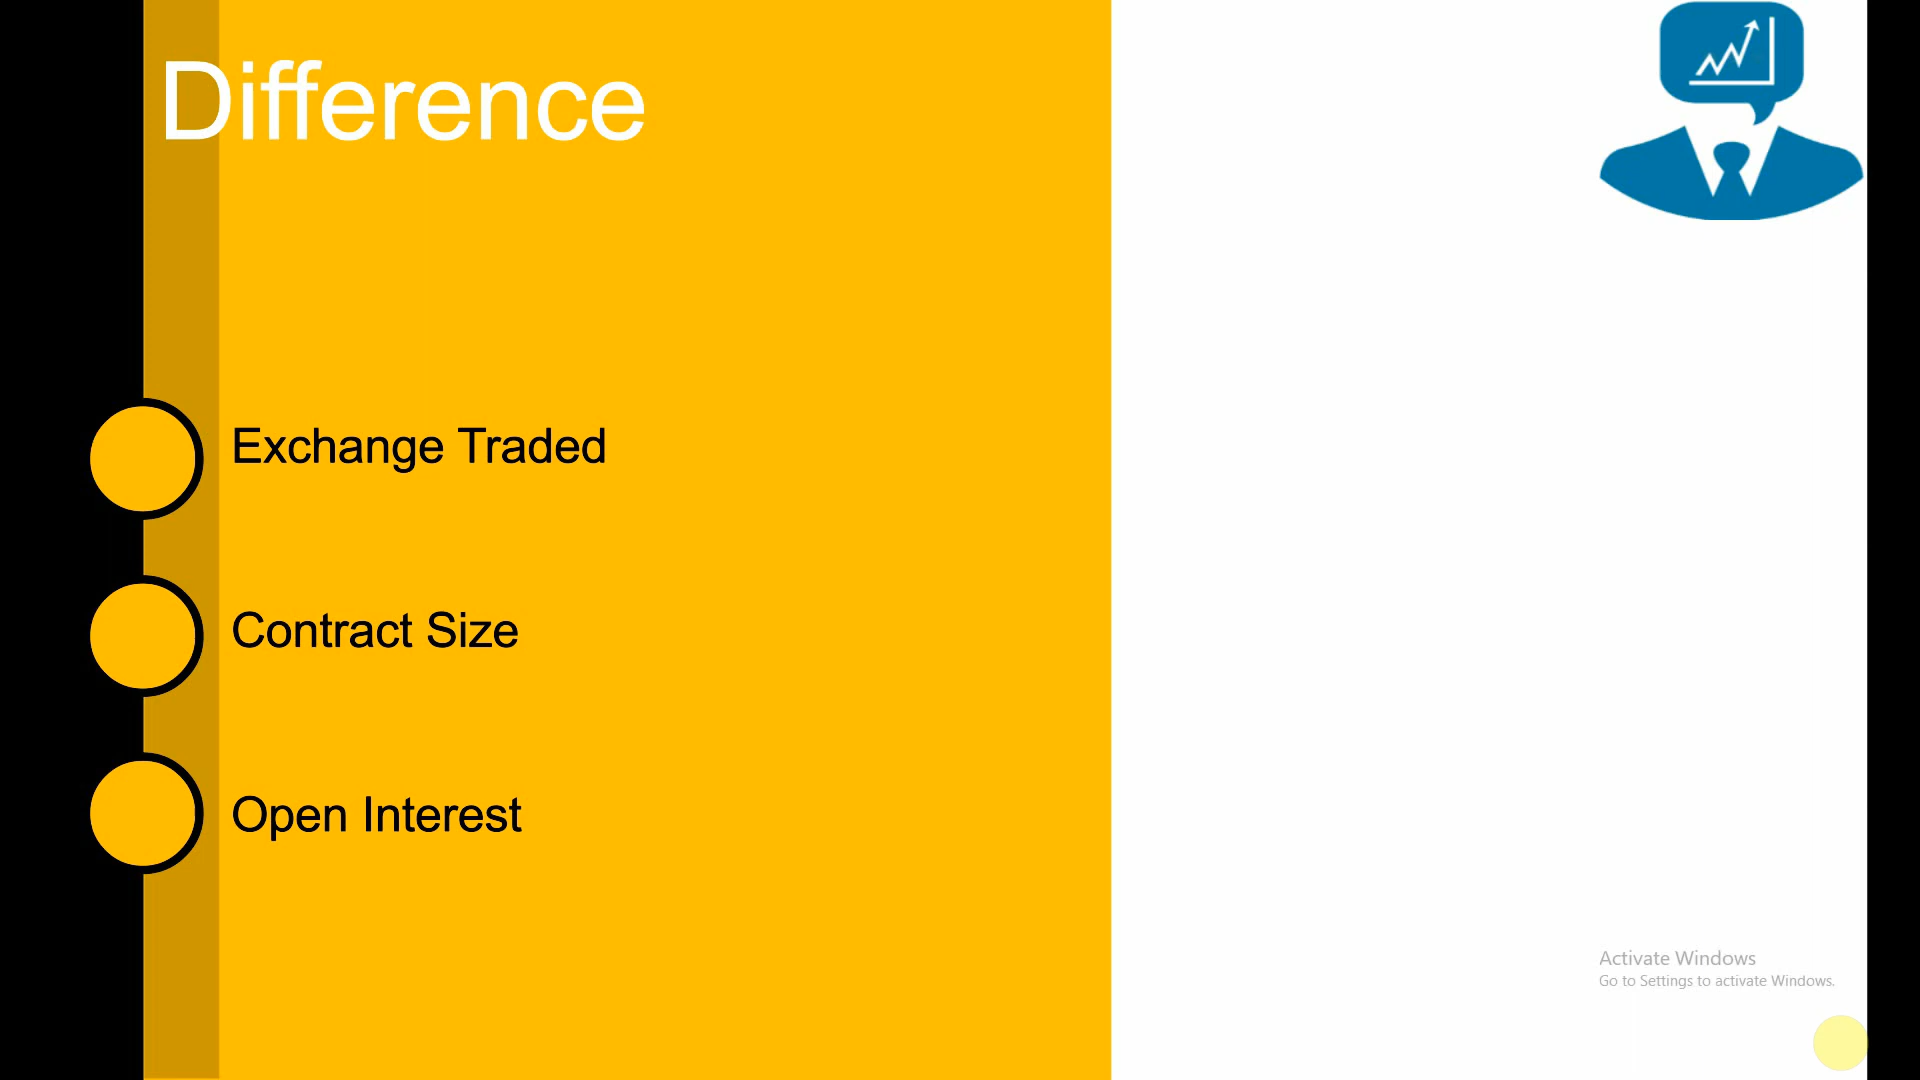 Difference
Exchange Traded
Contract Size
Open Interest
Activate Windows
Go to Settings to activate Windows.